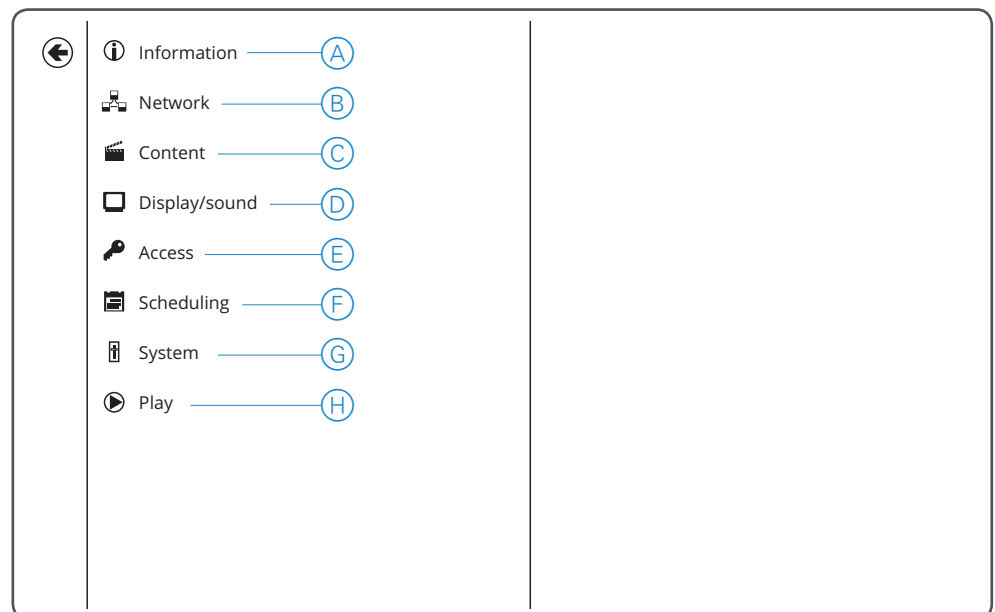 Information A
Network B
Content C
Display/sound D
Access E
Scheduling F
System G
Play H